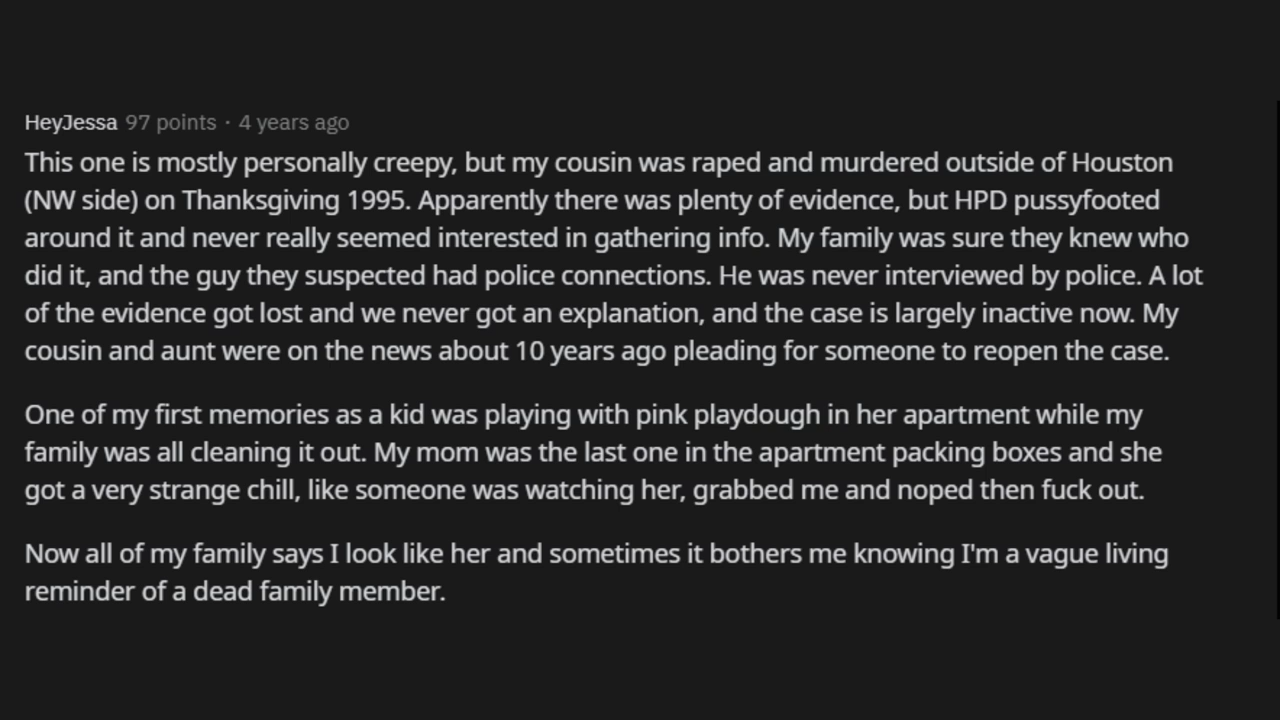 HeyJessa 97 points · 4 years ago
This one is mostly personally creepy, but my cousin was raped and murdered outside of Houston
(NW side) on Thanksgiving 1995. Apparently there was plenty of evidence, but HPD pussyfooted
around it and never really seemed interested in gathering info. My family was sure they knew who
did it, and the guy they suspected had police connections. He was never interviewed by police. A lot
of the evidence got lost and we never got an explanation, and the case is largely inactive now. My
cousin and aunt were on the news about 10 years ago pleading for someone to reopen the case.
One of my first memories as a kid was playing with pink playdough in her apartment while my
family was all cleaning it out. My mom was the last one in the apartment packing boxes and she
got a very strange chill, like someone was watching her, grabbed me and noped then fuck out.
Now all of my family says I look like her and sometimes it bothers me knowing I'm a vague living
reminder of a dead family member.